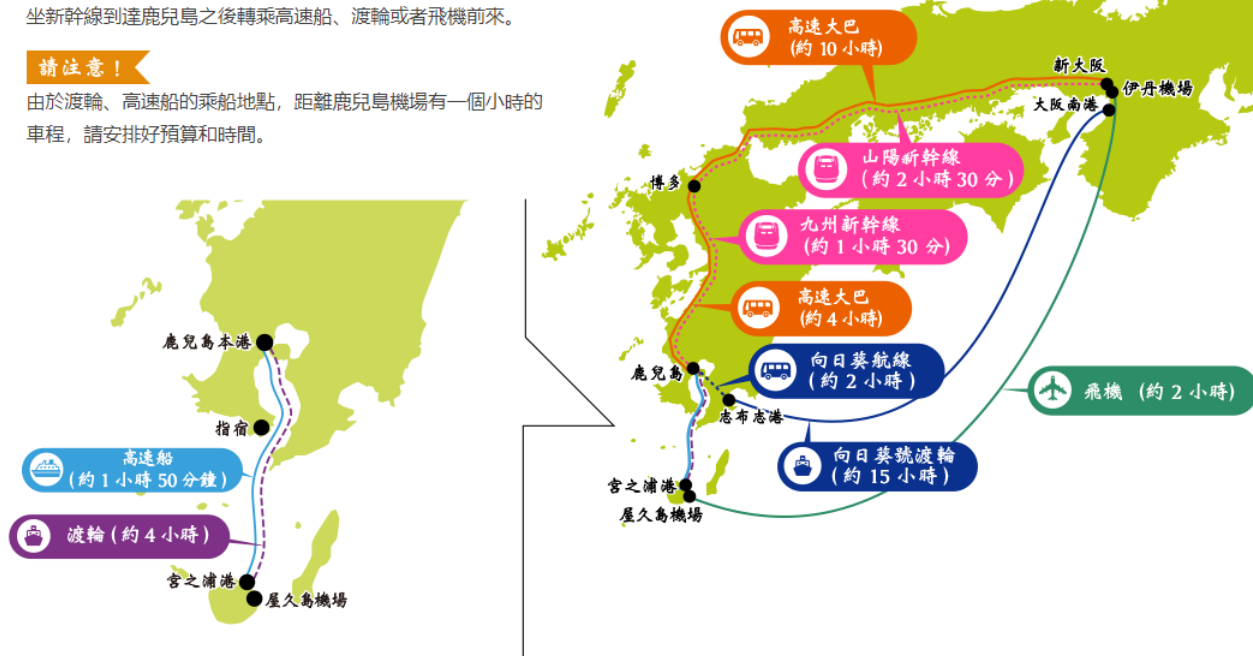 坐新幹線到達鹿兒島之後轉乘高速船、渡輪或者飛機前來。
請注意！
由於渡輪、高速船的乘船地點，距離鹿兒島機場有一個小時的
車程，請安排好預算和時間。
鹿兒島本港
指宿
高速船
(約 1 小時 50 分鐘)
渡輪 (約 4 小時)
宮之浦港
屋久島機場
高速大巴
(約 10 小時)
新大阪
伊丹機場
大阪南港
山陽新幹線
(約 2 小時 30 分)
博多
九州新幹線
(約 1 小時 30 分)
高速大巴
(約 4 小時)
鹿兒島
向日葵航線
(約 2 小時)
志布志港
飛機 (約 2 小時)
向日葵號渡輪
(約 15 小時)
宮之浦港
屋久島機場